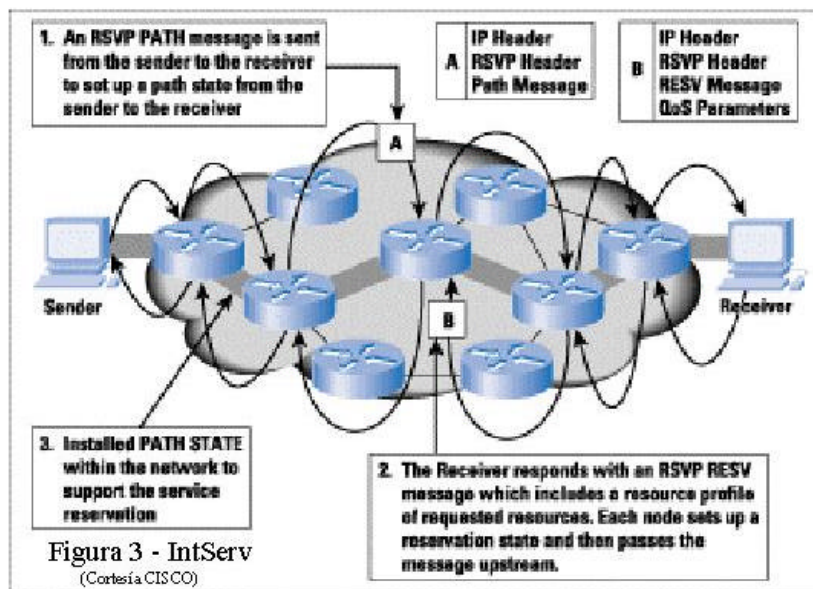 1. An RSVP PATH message is sent
from the sender to the receiver
to set up a path state from the
sender to the receiver
A
IP Header
RSVP Header
Path Message
B
IP Header
RSVP Header
RESV Message
QoS Parameters
A
Sender
Receiver
B
3. Installed PATH STATE
within the network to
support the service
reservation
2. The Receiver responds with an RSVP RESV
message which includes a resource profile
of requested resources. Each node sets up a
reservation state and then passes the
message upstream.
Figura 3 - IntServ
(Cortesía CISCO)